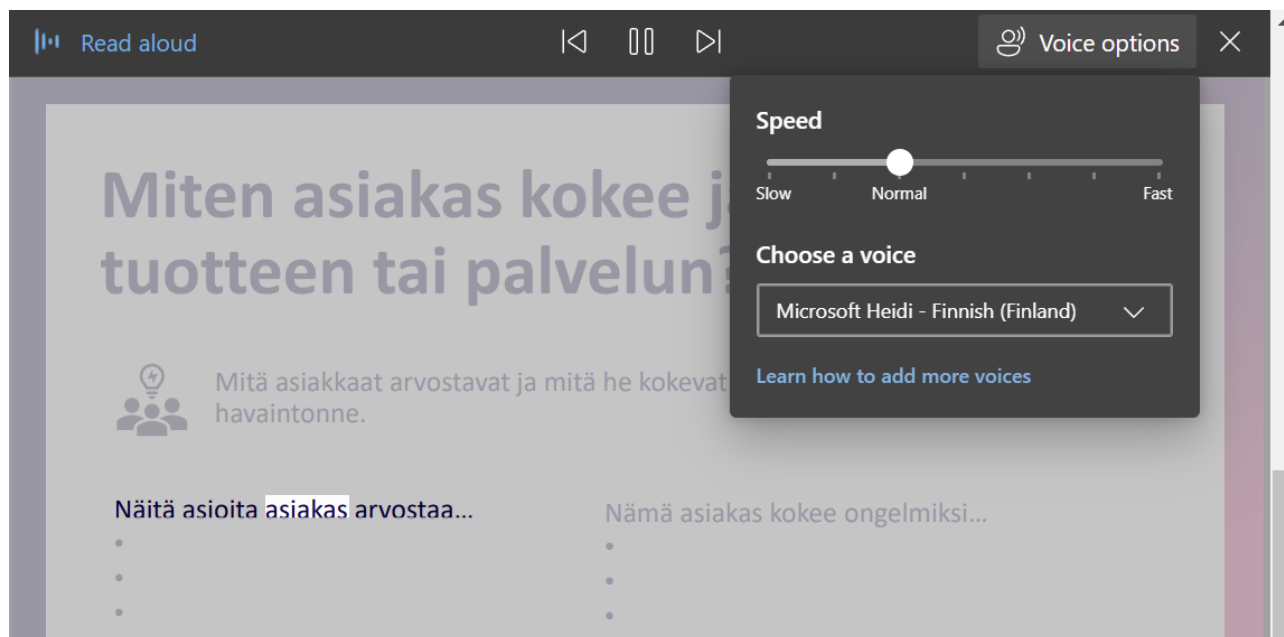 Read aloud
Voice options
Speed
Slow Normal Fast
Choose a voice
Microsoft Heidi - Finnish (Finland)
Learn how to add more voices
Miten asiakas kokee
tuotteen tai palvelun?
Mitä asiakkaat arvostavat ja mitä he kokevat
havaintonne.
Näitä asioita asiakas arvostaa...
Nämä asiakas kokee ongelmiksi...